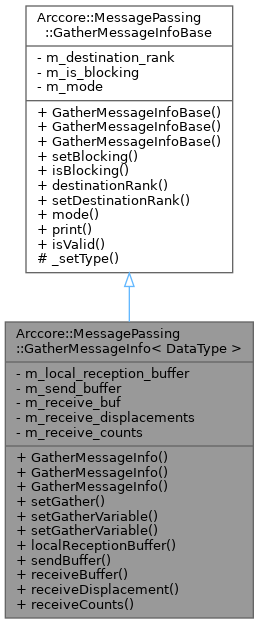 Arccore::MessagePassing
::GatherMessageInfoBase
- m_destination_rank
- m_is_blocking
- m_mode
+ GatherMessageInfoBase()
+ GatherMessageInfoBase()
+ GatherMessageInfoBase()
+ setBlocking()
+ isBlocking()
+ destinationRank()
+ setDestinationRank()
+ mode()
+ print()
+ isValid()
# _setType()
Arccore::MessagePassing
::GatherMessageInfo< DataType >
- m_local_reception_buffer
- m_send_buffer
- m_receive_buf
- m_receive_displacements
- m_receive_counts
+ GatherMessageInfo()
+ GatherMessageInfo()
+ GatherMessageInfo()
+ setGather()
+ setGatherVariable()
+ setGatherVariable()
+ localReceptionBuffer()
+ sendBuffer()
+ receiveBuffer()
+ receiveDisplacement()
+ receiveCounts()